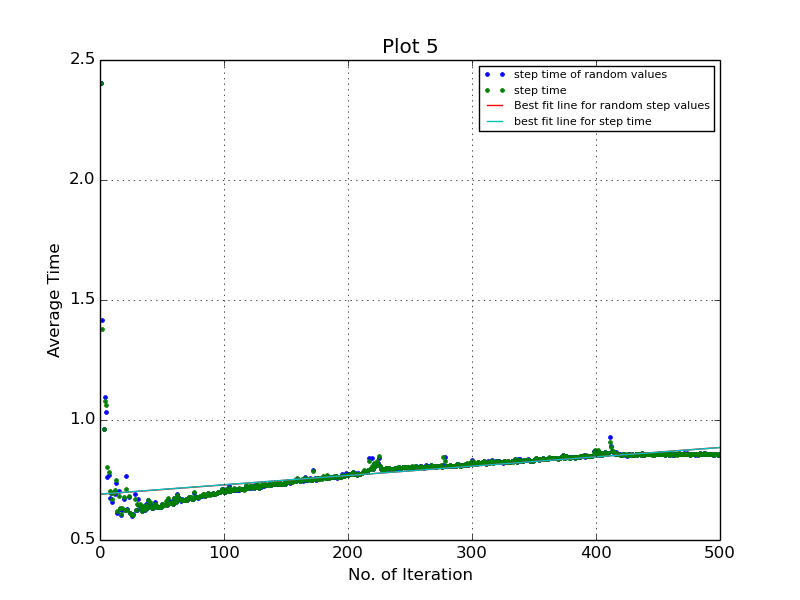 Plot 5
2.5
2.0
1.5
1.0
0.5
Average Time
step time of random values
step time
Best fit line for random step values
best fit line for step time
0
100
200
300
400
500
No. of Iteration